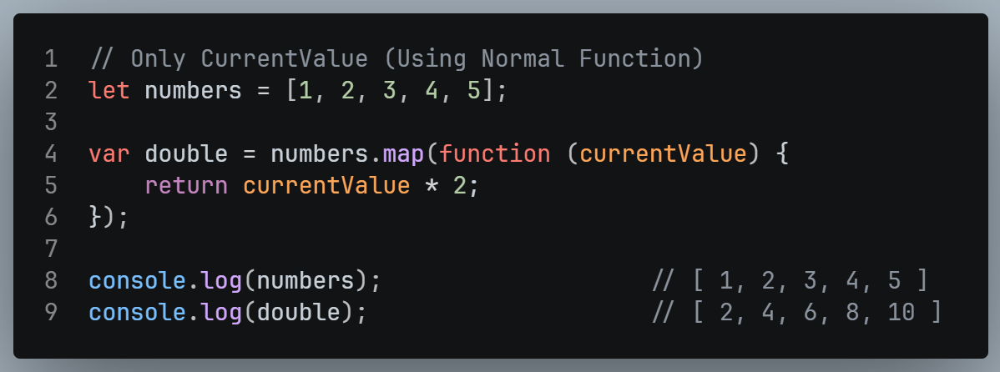 1 // Only CurrentValue (Using Normal Function)
2 let numbers = [1, 2, 3, 4, 5];
3
4 var double = numbers.map(function (currentValue) {
5     return currentValue * 2;
6 });
7
8 console.log(numbers);                   // [ 1, 2, 3, 4, 5 ]
9 console.log(double);                    // [ 2, 4, 6, 8, 10 ]